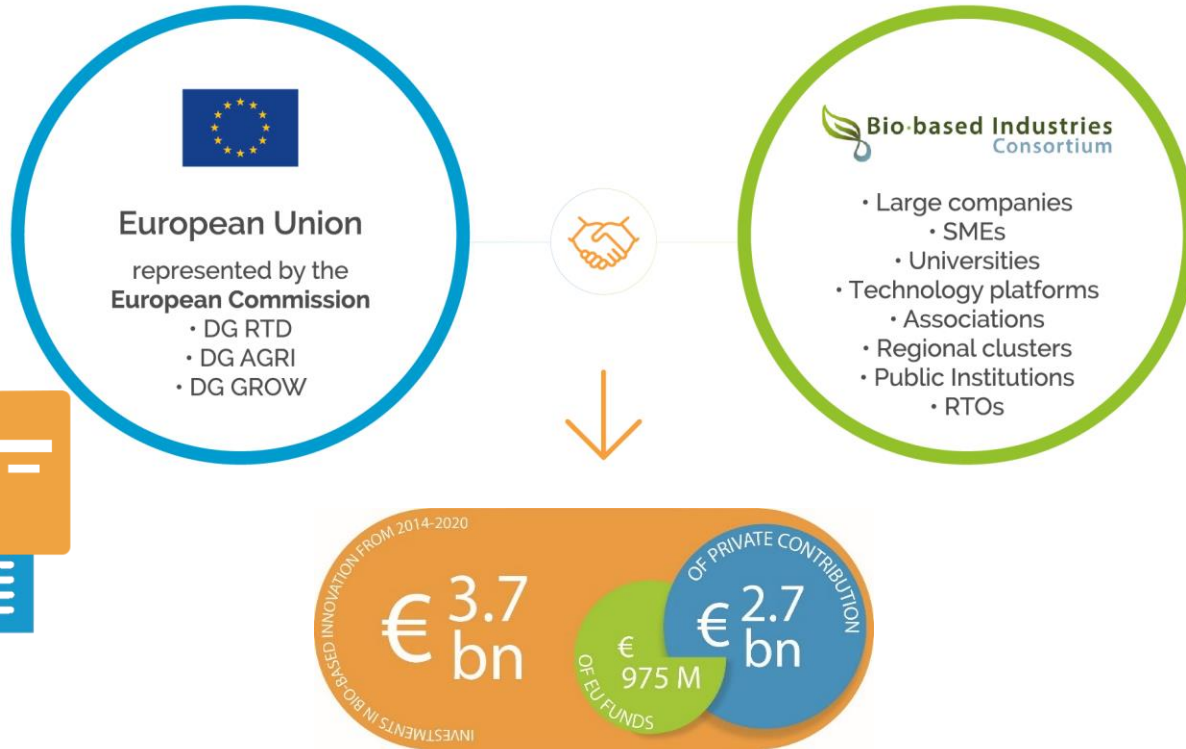 European Union
represented by the
European Commission
• DG RTD
• DG AGRI
• DG GROW
Bio-based Industries
Consortium
• Large companies
• SMEs
• Universities
• Technology platforms
• Associations
• Regional clusters
• Public Institutions
• RTOs
INVESTMENTS IN BIO-BASED INNOVATION FROM 2014-2020
€ 3.7
bn
€
975 M
OF EU FUNDS
OF PRIVATE CONTRIBUTION
€ 2.7
bn